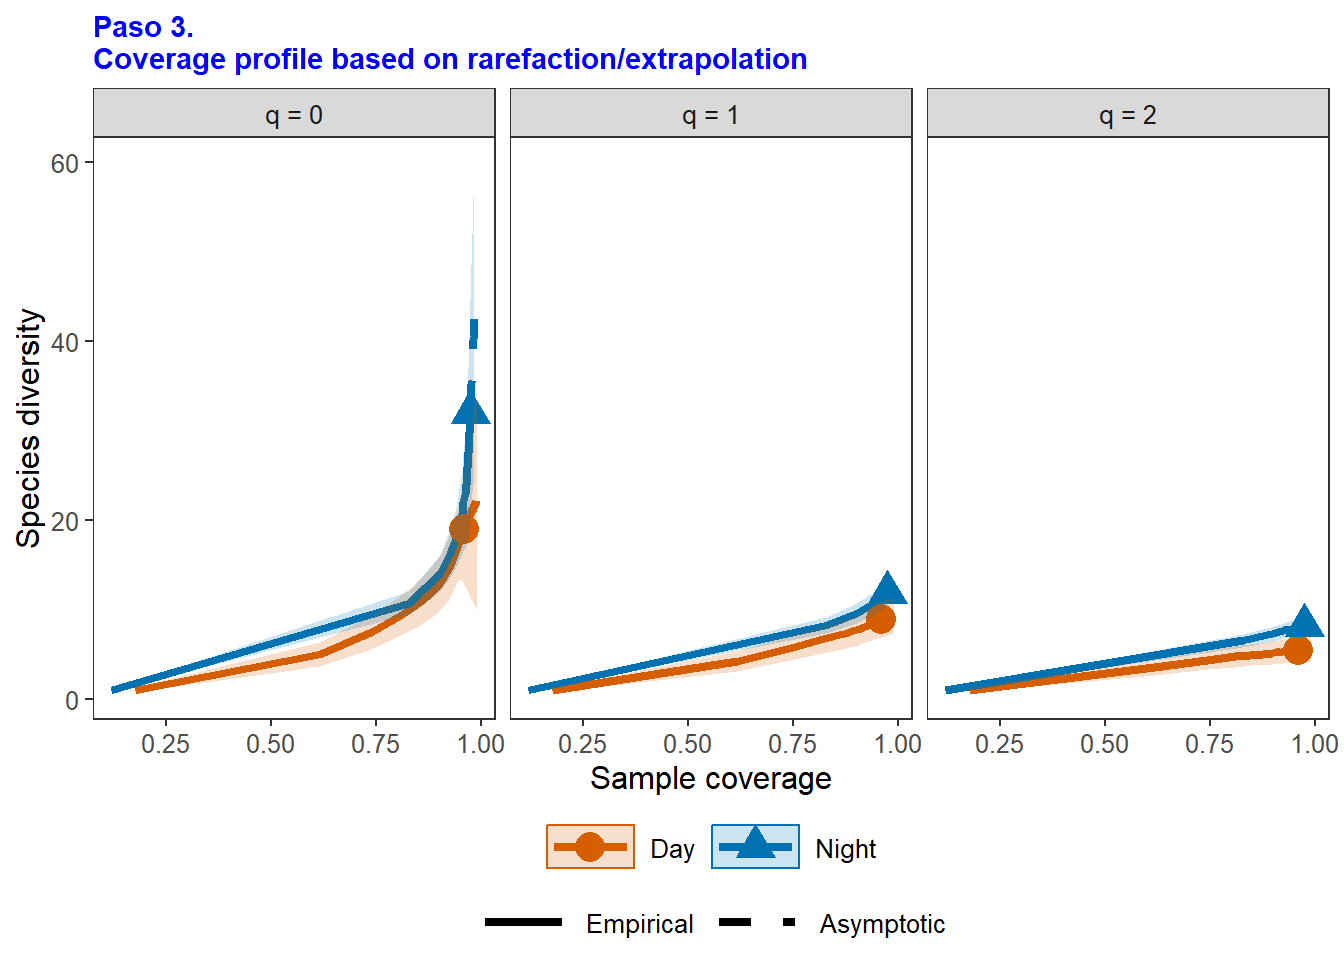 Paso 3.
Coverage profile based on rarefaction/extrapolation
q = 0
q = 1
q = 2
Species diversity
60
40
20
0
0.25 0.50 0.75 1.00
0.25 0.50 0.75 1.00
0.25 0.50 0.75 1.00
Sample coverage
Day Night
Empirical Asymptotic